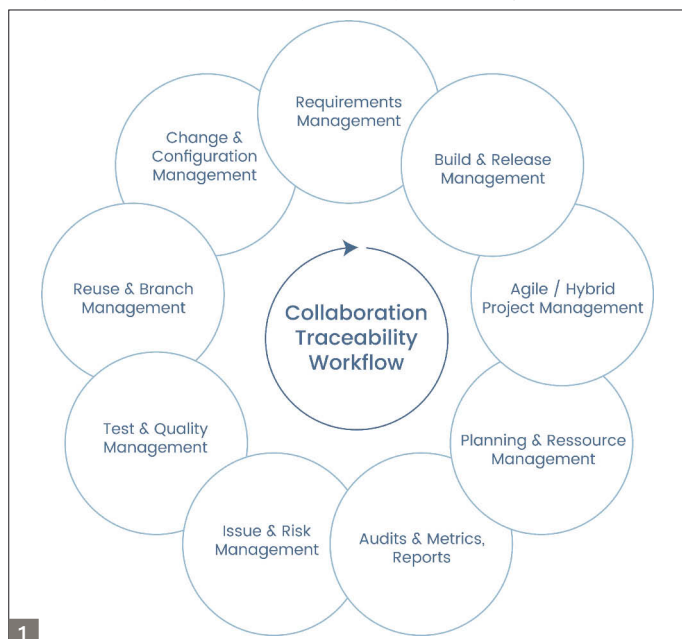 Requirements
Management
Build & Release
Management
Agile / Hybrid
Project Management
Planning & Ressource
Management
Audits & Metrics,
Reports
Issue & Risk
Management
Test & Quality
Management
Reuse & Branch
Management
Change &
Configuration
Management
Collaboration
Traceability
Workflow
1